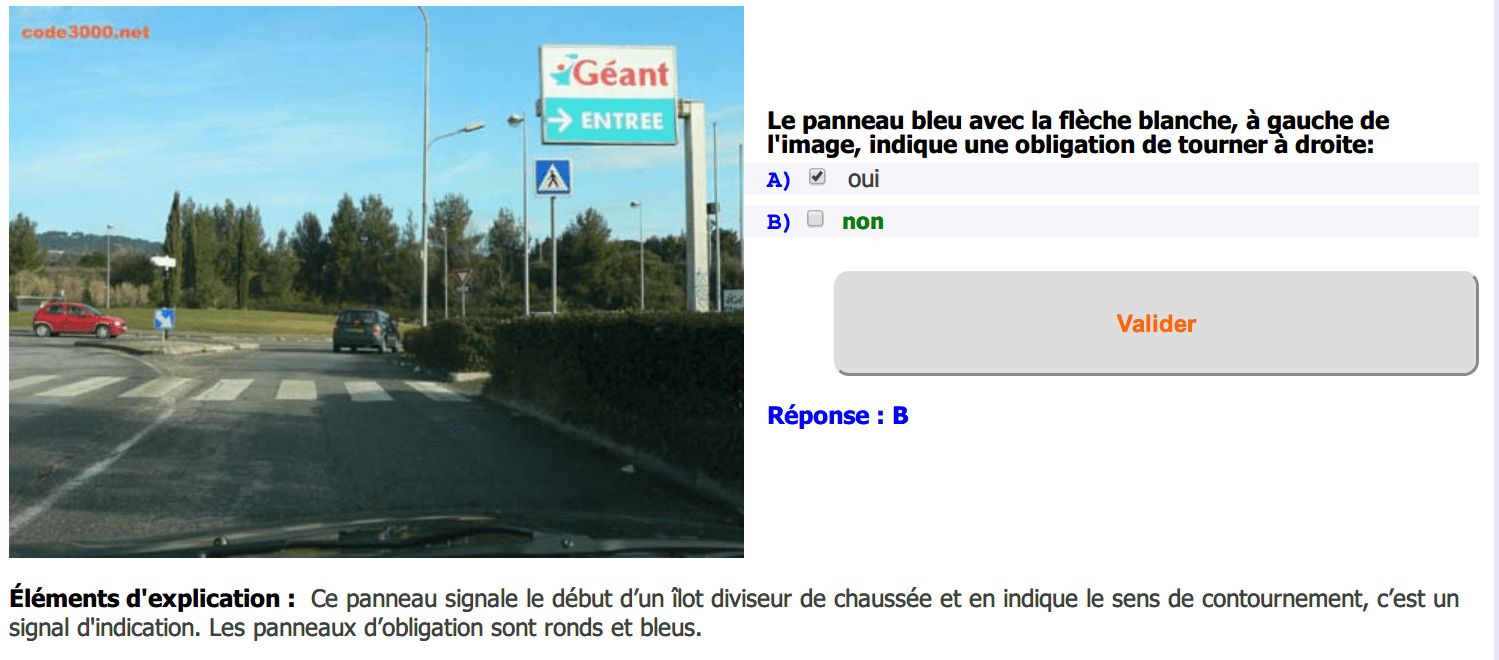 code3000.net
Géant
ENTREE
Le panneau bleu avec la flèche blanche, à gauche de
l'image, indique une obligation de tourner à droite:
A) oui
B) non
Valider
Réponse : B
Éléments d'explication : Ce panneau signale le début d’un îlot diviseur de chaussée et en indique le sens de contournement, c’est un
signal d'indication. Les panneaux d’obligation sont ronds et bleus.